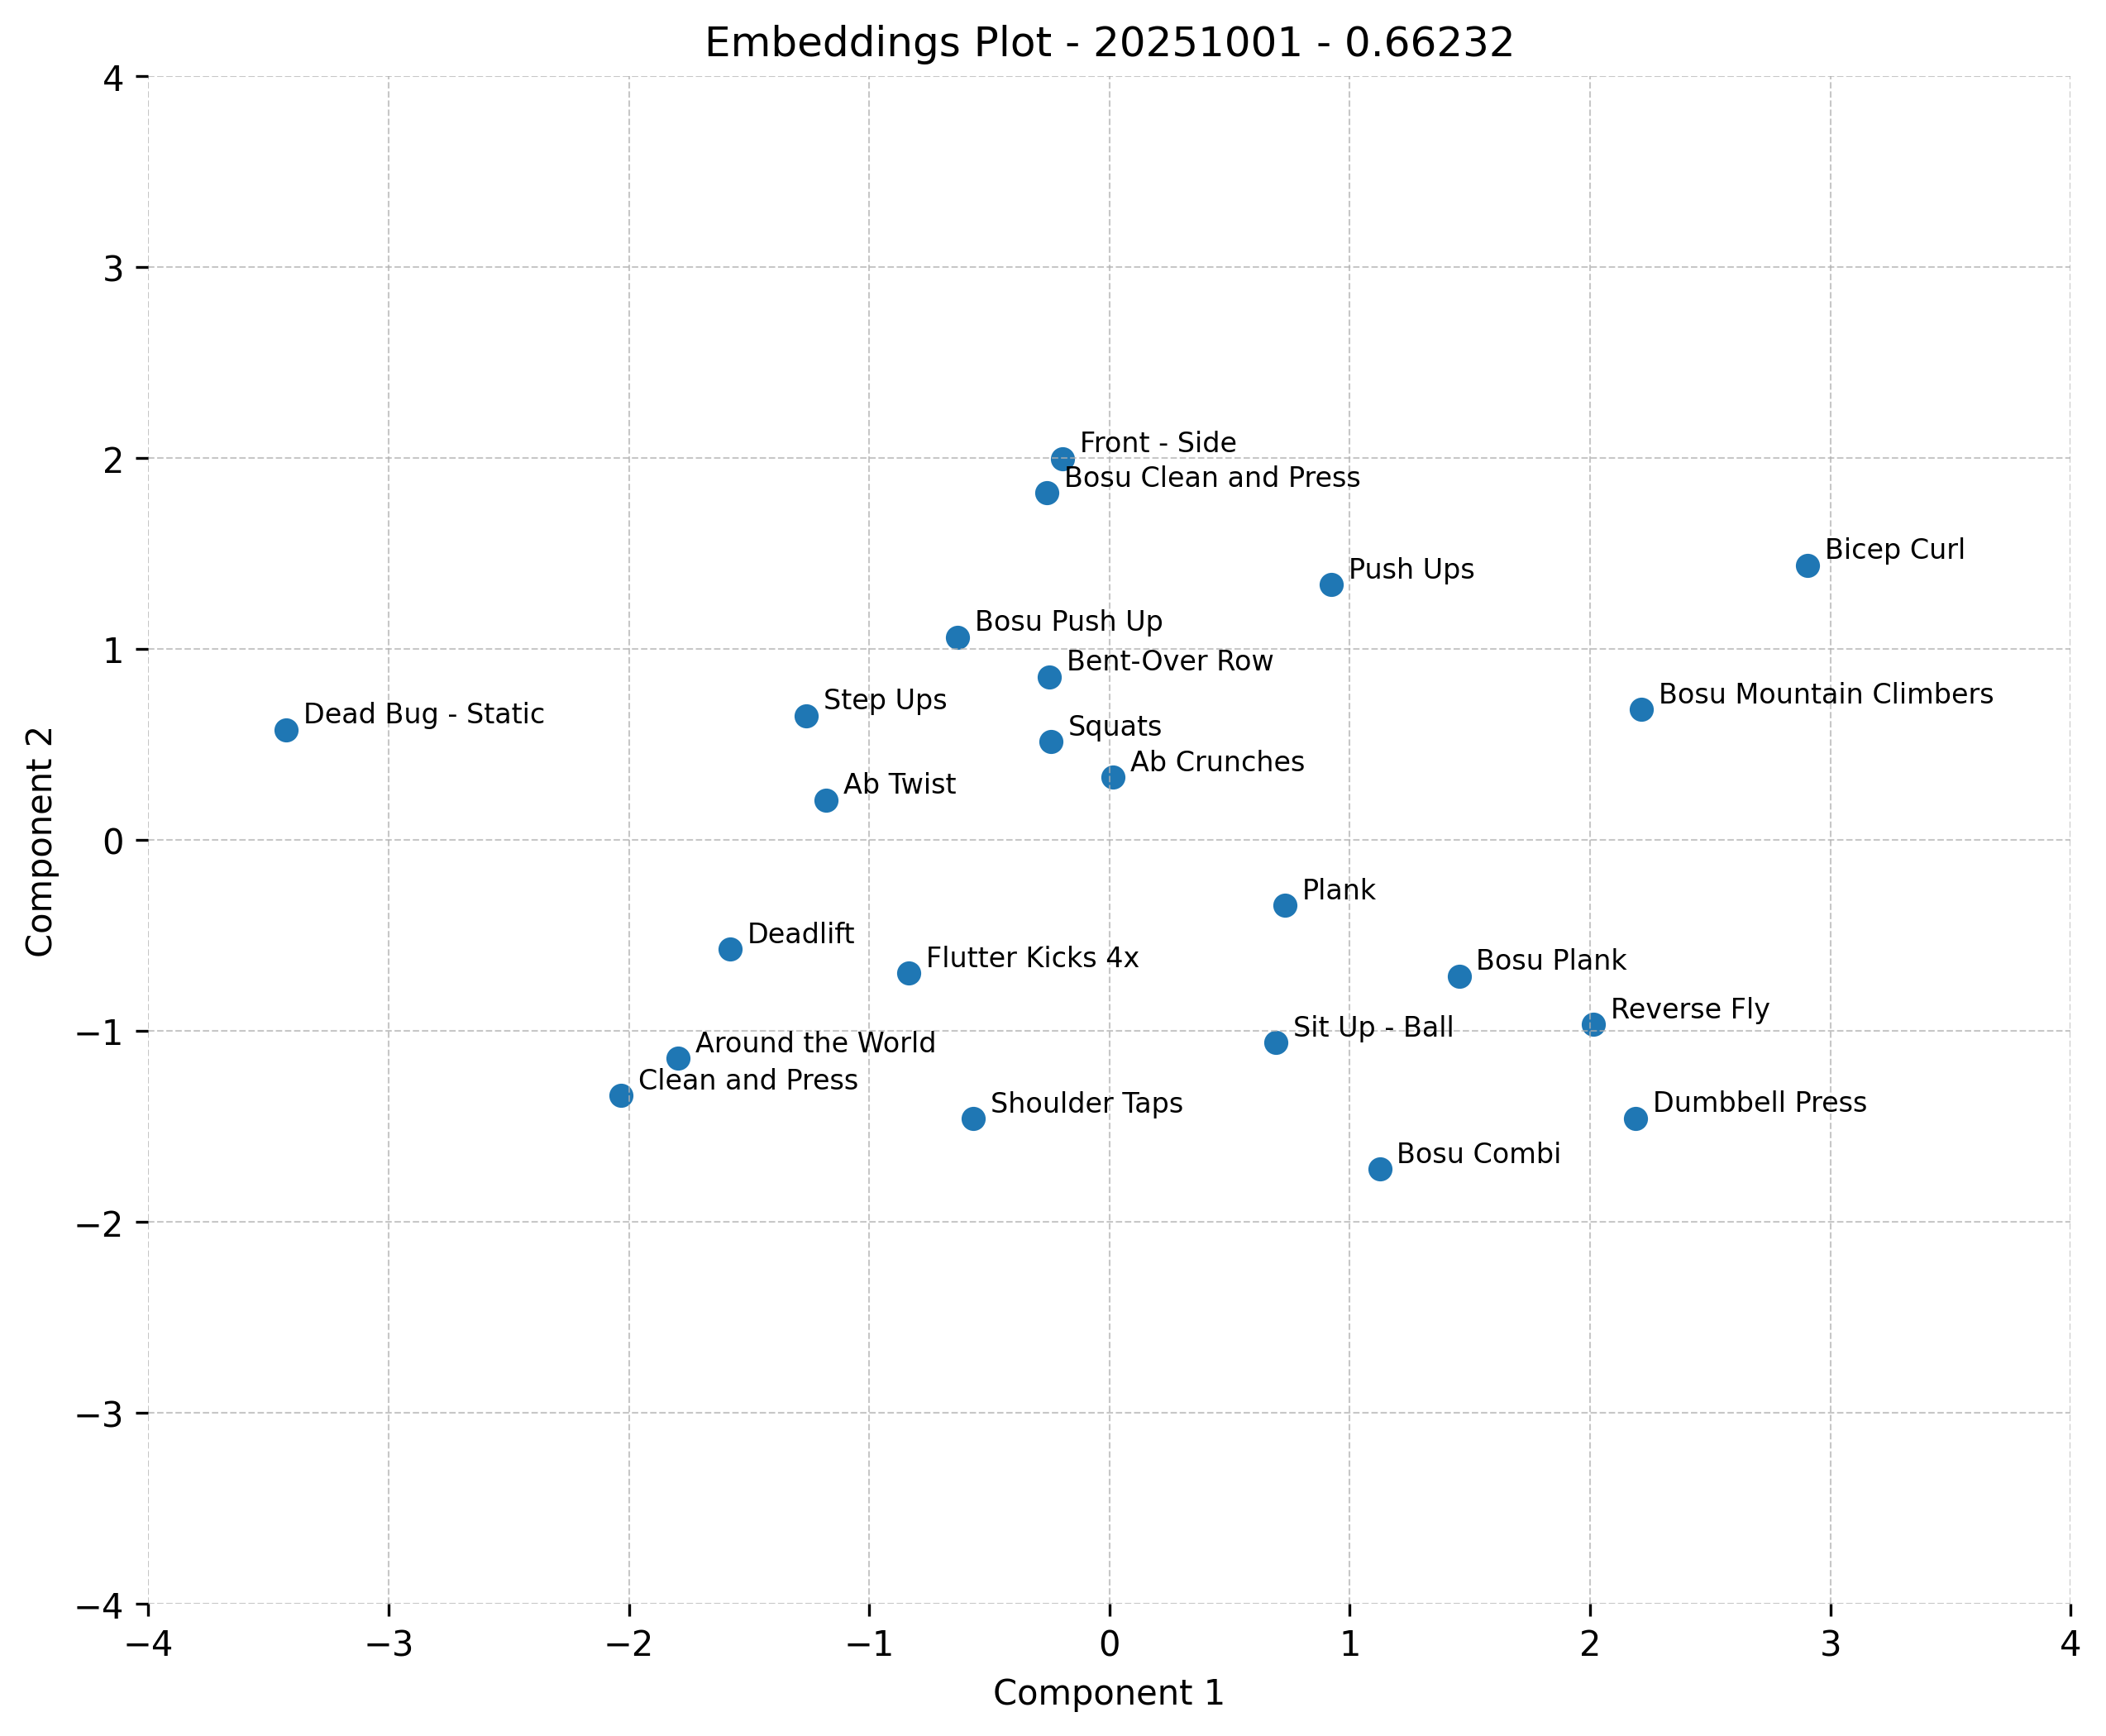 Embeddings Plot - 20251001 - 0.66232
4
3
2
1
0
−1
−2
−3
−4
Component 2
Front - Side
Bosu Clean and Press
Bicep Curl
Push Ups
Bosu Push Up
Bent-Over Row
Bosu Mountain Climbers
Step Ups
Dead Bug - Static
Squats
Ab Crunches
Ab Twist
Plank
Deadlift
Flutter Kicks 4x
Bosu Plank
Reverse Fly
Sit Up - Ball
Around the World
Clean and Press
Shoulder Taps
Dumbbell Press
Bosu Combi
−4 −3 −2 −1 0 1 2 3 4
Component 1